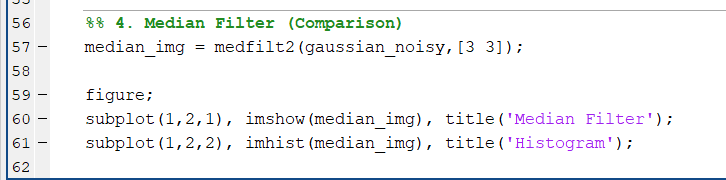 56 %% 4. Median Filter (Comparison)
57 − median_img = medfilt2(gaussian_noisy,[3 3]);
58
59 − figure;
60 − subplot(1,2,1), imshow(median_img), title('Median Filter');
61 − subplot(1,2,2), imhist(median_img), title('Histogram');
62